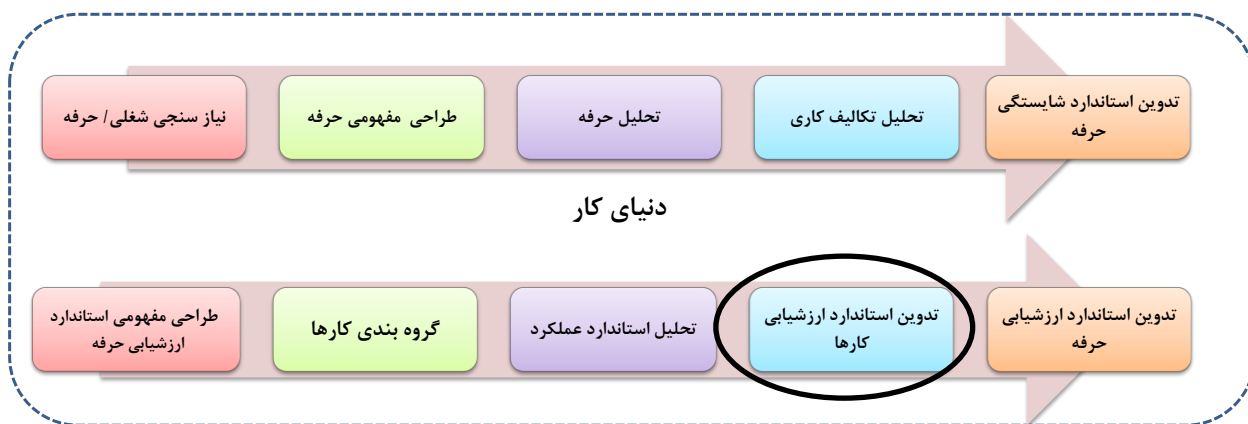 نیاز سنجی شغلی/ حرفه
طراحی مفهومی حرفه
تحلیل حرفه
تحلیل تکالیف کاری
تدوین استاندارد شایستگی
حرفه
دنیای کار
طراحی مفهومی استاندارد
ارزشیابی حرفه
گروه بندی کارها
تحلیل استاندارد عملکرد
تدوین استاندارد ارزشیابی
کارها
تدوین استاندارد ارزشیابی
حرفه